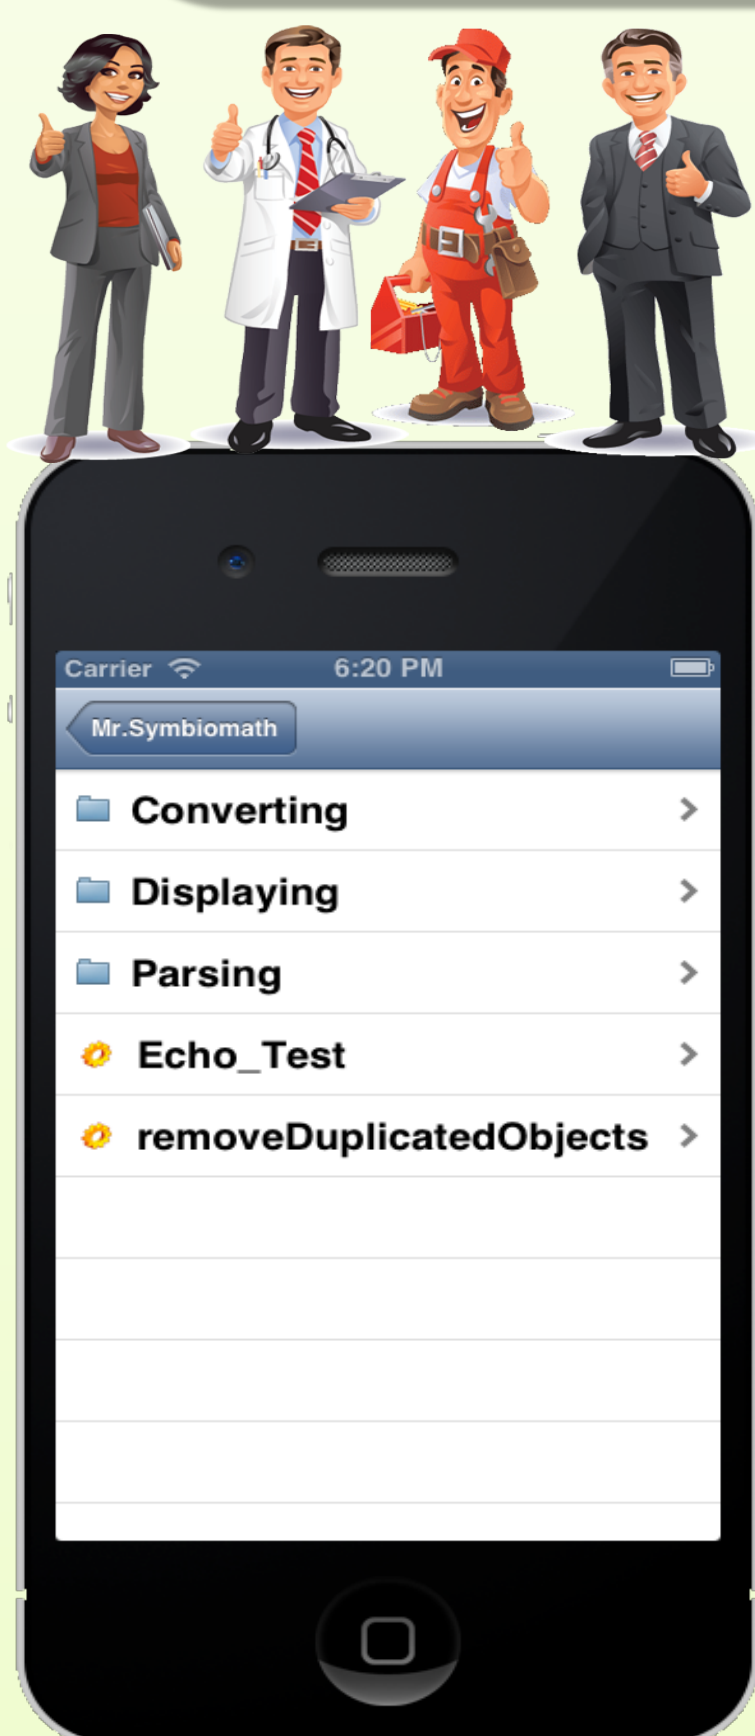 Carrier 6:20 PM
Mr.Symbiomath
Converting
Displaying
Parsing
Echo_Test
removeDuplicatedObjects